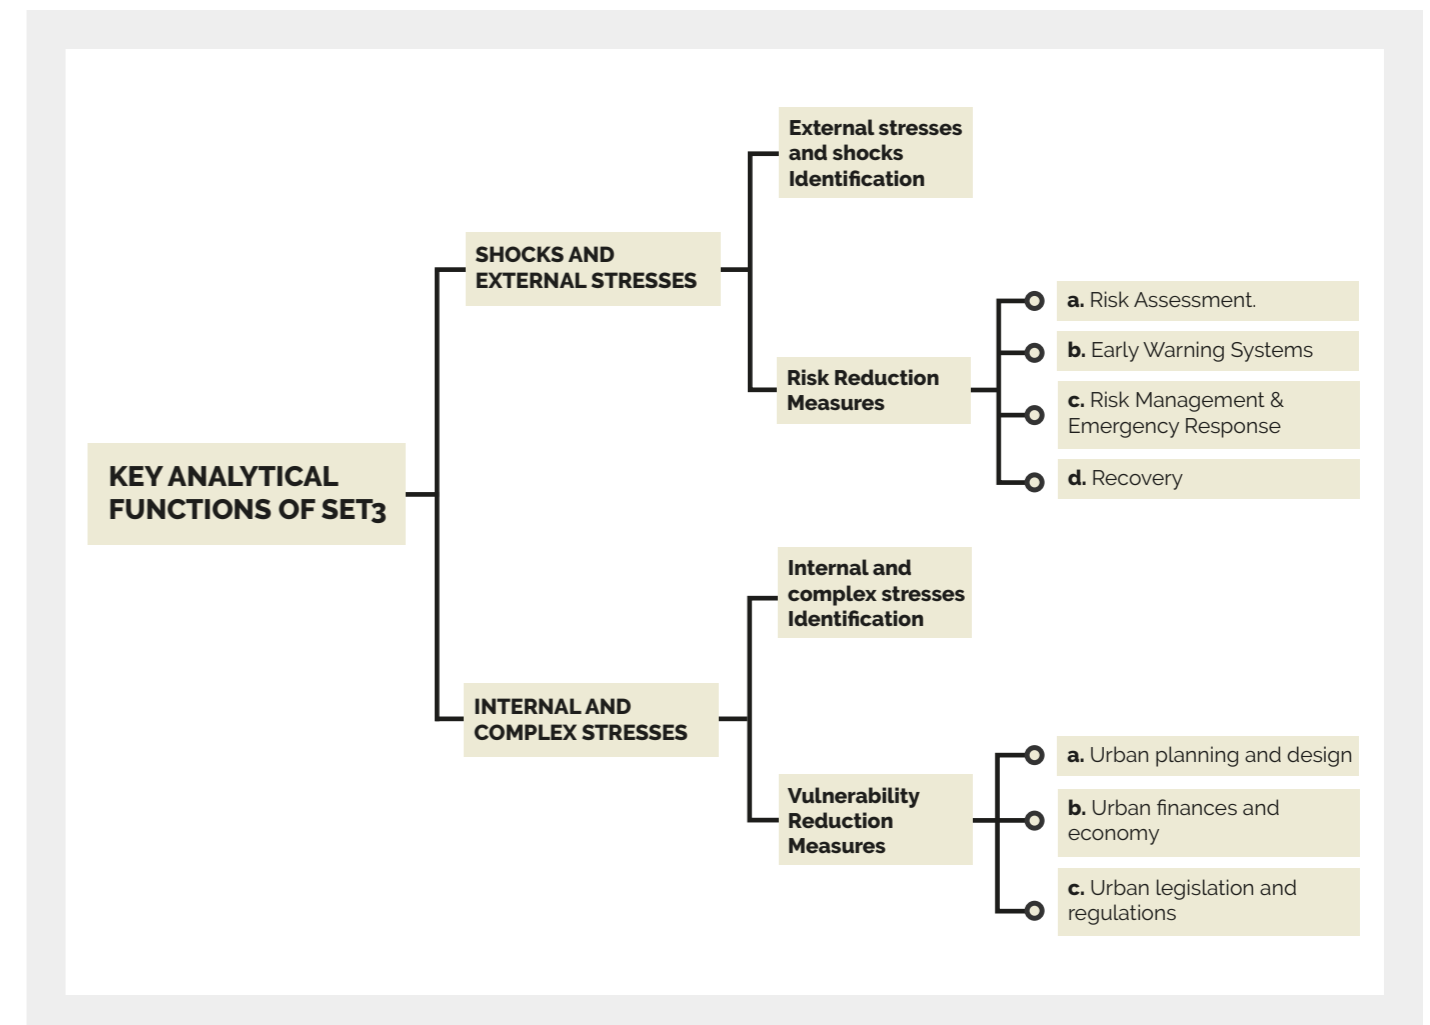 KEY ANALYTICAL
FUNCTIONS OF SET3
SHOCKS AND
EXTERNAL STRESSES
External stresses
and shocks
Identification
Risk Reduction
Measures
a. Risk Assessment.
b. Early Warning Systems
c. Risk Management &
Emergency Response
d. Recovery
INTERNAL AND
COMPLEX STRESSES
Internal and
complex stresses
Identification
Vulnerability
Reduction
Measures
a. Urban planning and design
b. Urban finances and
economy
c. Urban legislation and
regulations